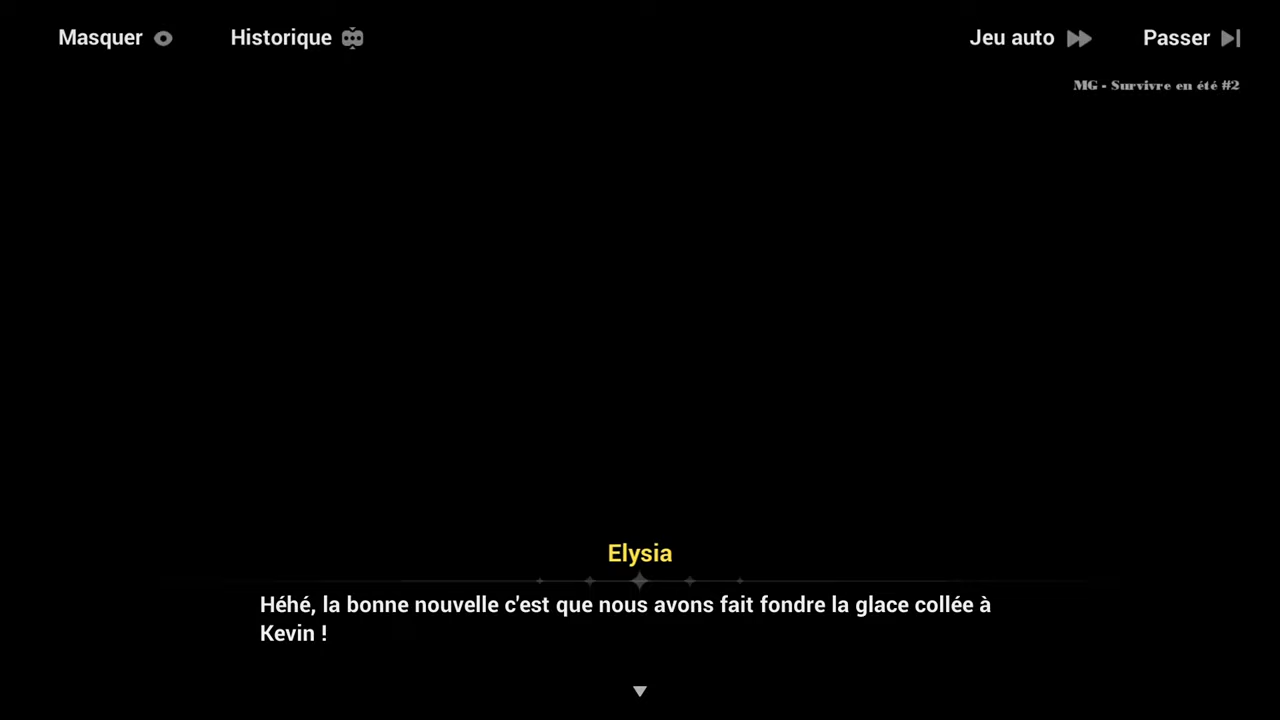 Masquer
Historique
Jeu auto
Passer
MG - Survivre en été #2
Elysia
Héhé, la bonne nouvelle c'est que nous avons fait fondre la glace collée à
Kevin !